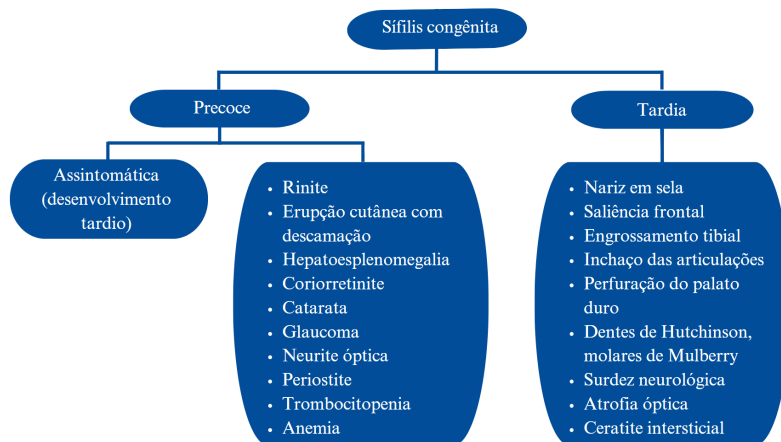 Sífilis congênita
Precoce
Tardia
Assintomática
(desenvolvimento
tardio)
• Rinite
• Erupção cutânea com
descamação
• Hepatoesplenomegalia
• Coriorretinite
• Catarata
• Glaucoma
• Neurite óptica
• Periostite
• Trombocitopenia
• Anemia
• Nariz em sela
• Saliência frontal
• Engrossamento tibial
• Inchaço das articulações
• Perfuração do palato
duro
• Dentes de Hutchinson,
molares de Mulberry
• Surdez neurológica
• Atrofia óptica
• Ceratite intersticial